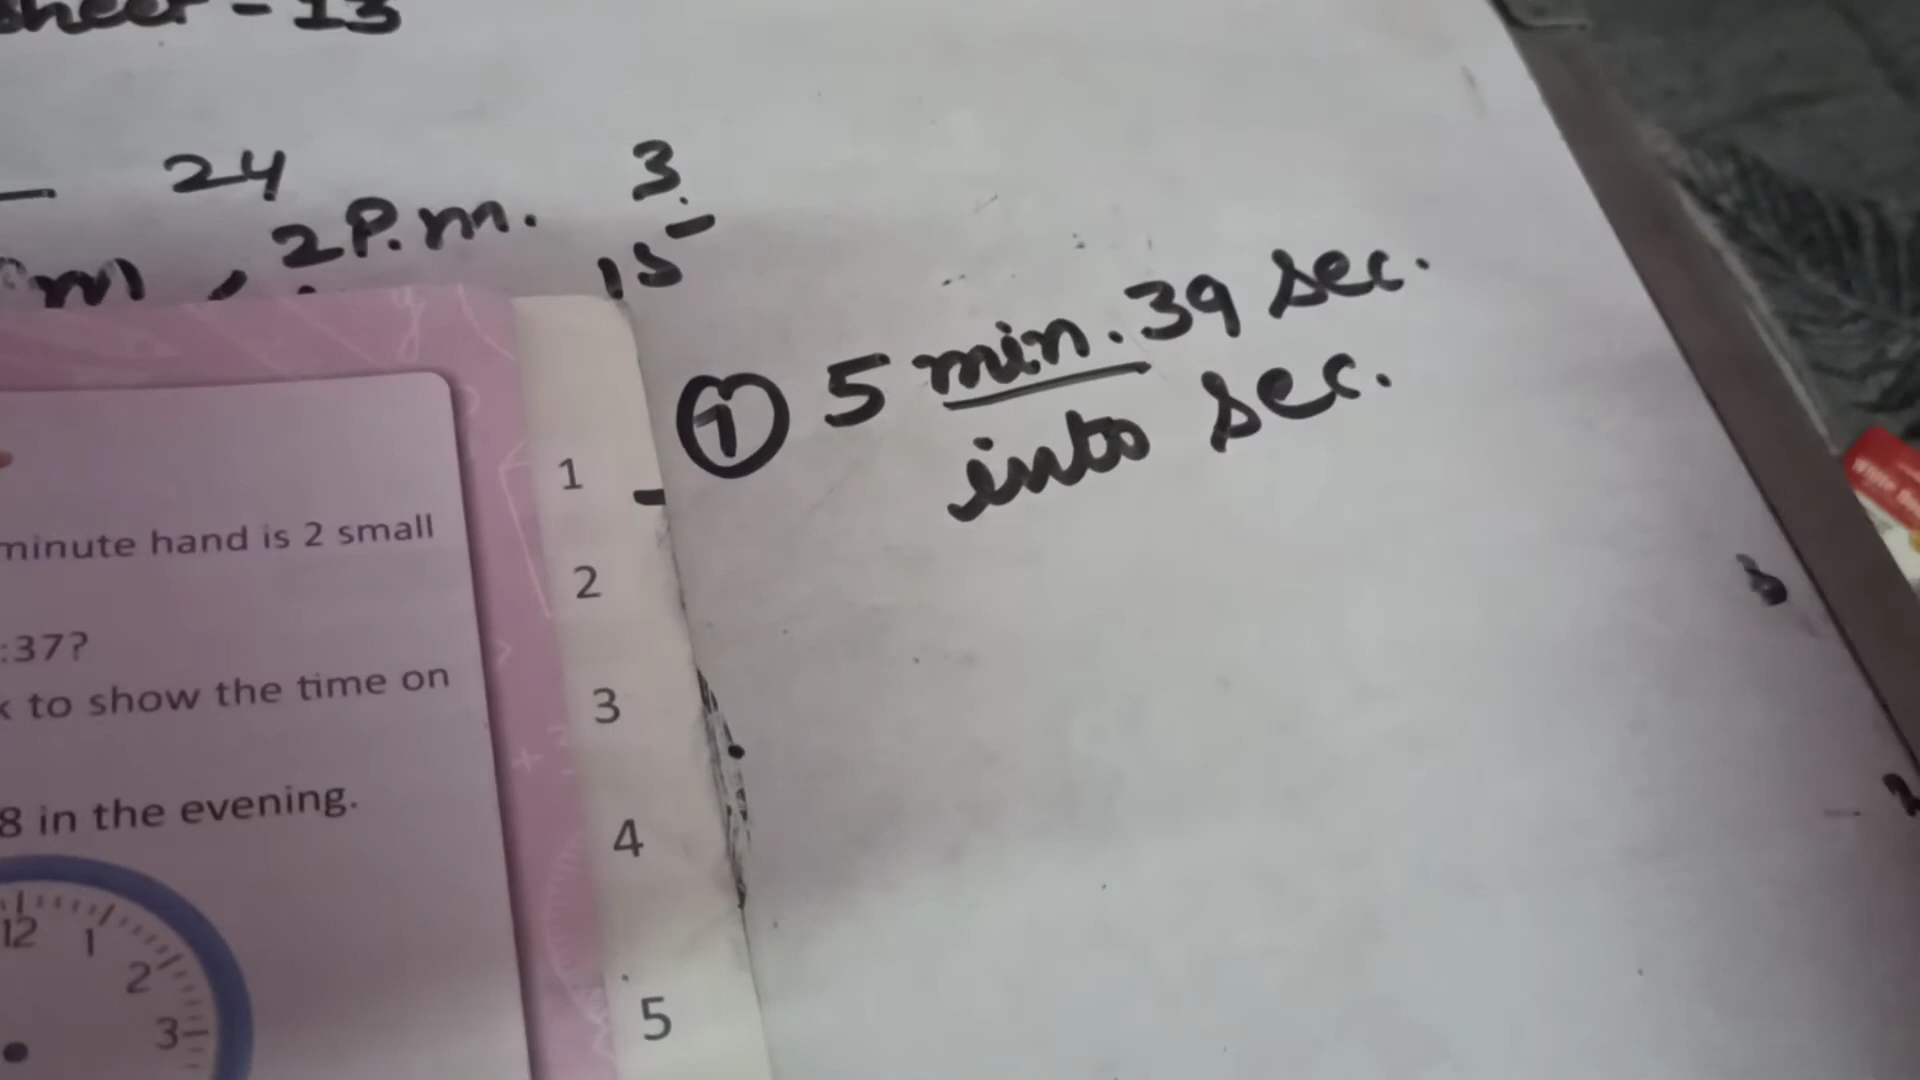 - 13
24
2 P.m.
3
15
① 5 min. 39 sec.
into sec.
minute hand is 2 small
:37?
to show the time on
8 in the evening.
12
1
2
3
1
2
3
4
5